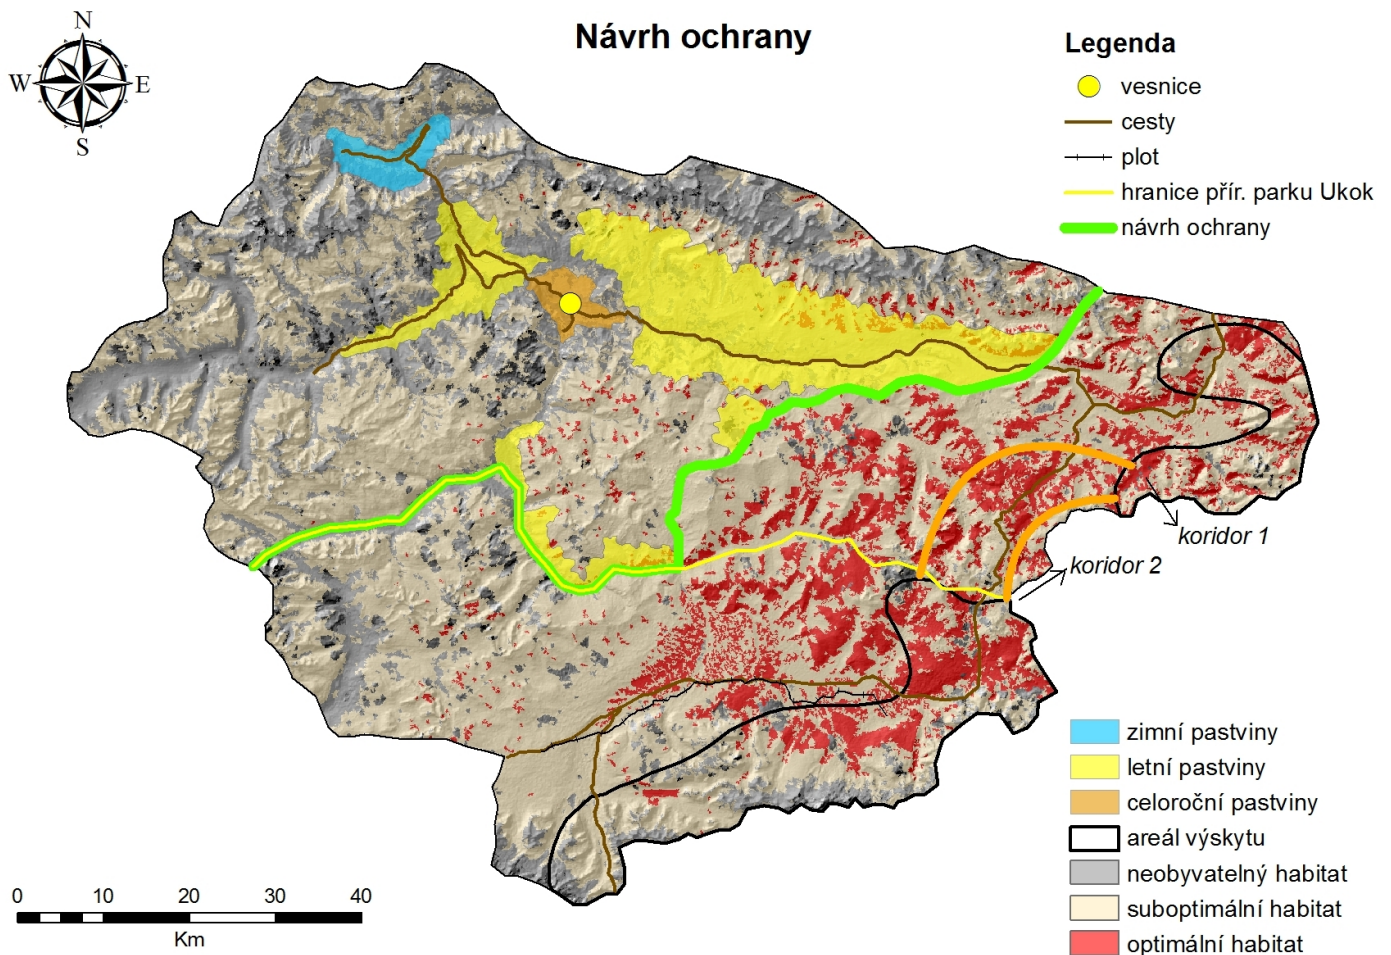 Návrh ochrany
N
W
E
S
Legenda
vesnice
cesty
plot
hranice přír. parku Ukok
návrh ochrany
koridor 1
koridor 2
zimní pastviny
letní pastviny
celoroční pastviny
areál výskytu
neobyvatelný habitat
suboptimální habitat
optimální habitat
0 10 20 30 40
Km